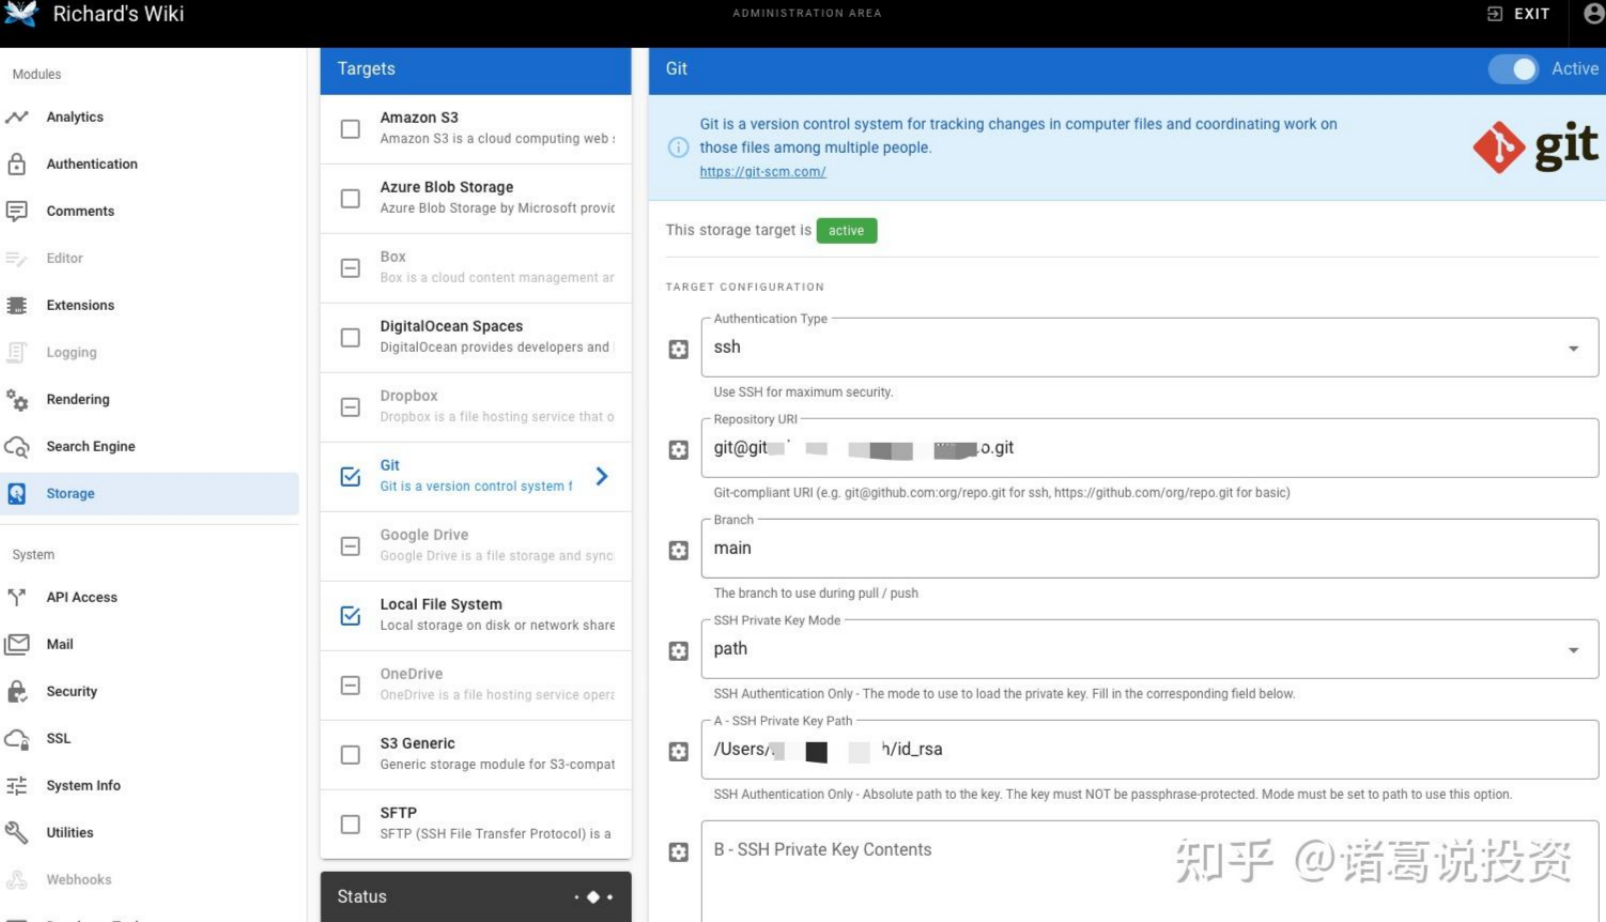 Richard's Wiki
ADMINISTRATION AREA
EXIT
Modules
Analytics
Authentication
Comments
Editor
Extensions
Logging
Rendering
Search Engine
Storage
System
API Access
Mail
Security
SSL
System Info
Utilities
Webhooks
Targets
Amazon S3
Amazon S3 is a cloud computing web
Azure Blob Storage
Azure Blob Storage by Microsoft
Box
Box is a cloud content management
DigitalOcean Spaces
DigitalOcean provides developers and
Dropbox
Dropbox is a file hosting service that
Git
Git is a version control system
Google Drive
Google Drive is a file storage and
Local File System
Local storage on disk or network share
OneDrive
OneDrive is a file hosting service
S3 Generic
Generic storage module for
SFTP
SFTP (SSH File Transfer Protocol) is a
Status
Git
Active
Git is a version control system for tracking changes in computer files and coordinating work on
those files among multiple people.
https://git-scm.com/
git
This storage target is active
TARGET CONFIGURATION
Authentication Type
ssh
Use SSH for maximum security.
Repository URI
git@git o.git
Git-compliant URI (e.g. git@github.com:org/repo.git for ssh, https://github.com/org/repo.git for basic)
Branch
main
The branch to use during pull / push
SSH Private Key Mode
path
SSH Authentication Only - The mode to use to load the private key. Fill in the corresponding field below.
A - SSH Private Key Path
/Users/ h/id_rsa
SSH Authentication Only - Absolute path to the key. The key must NOT be passphrase-protected. Mode must be set to path to use this option.
B - SSH Private Key Contents
知乎 @诸葛说投资